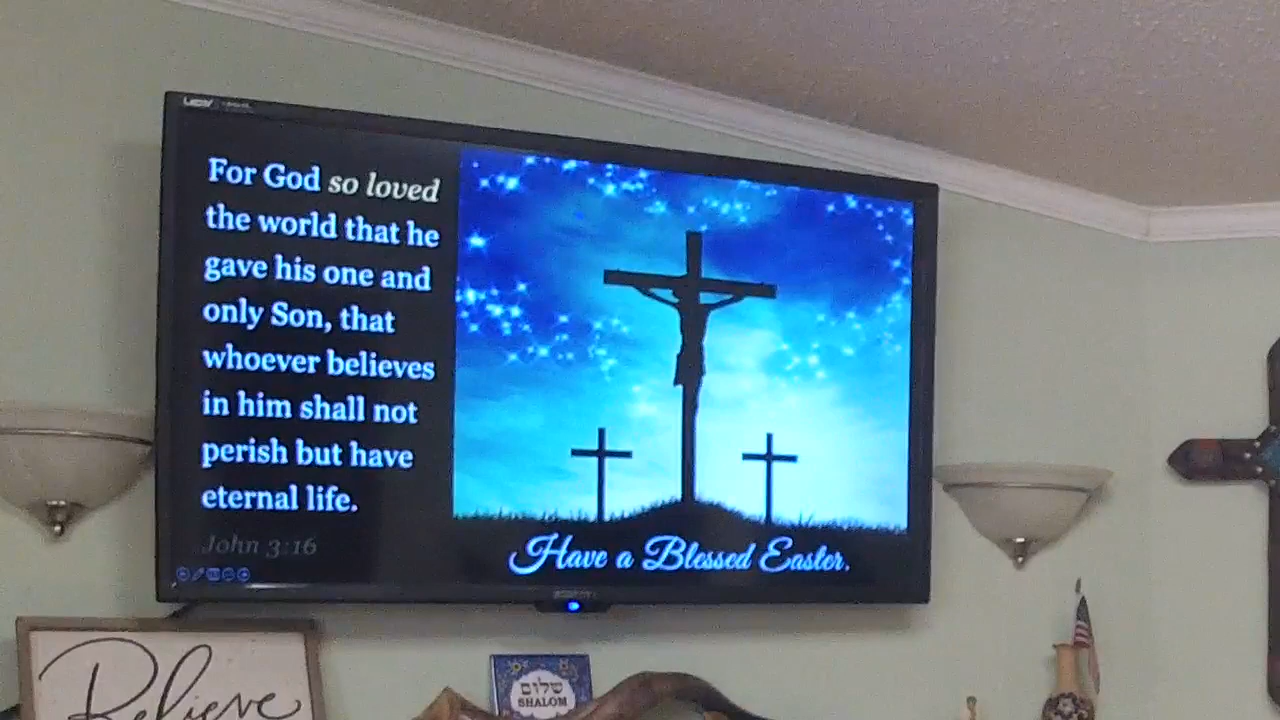 For God so loved
the world that he
gave his one and
only Son, that
whoever believes
in him shall not
perish but have
eternal life.
John 3:16
Have a Blessed Easter.
Believe
שלום
SHALOM